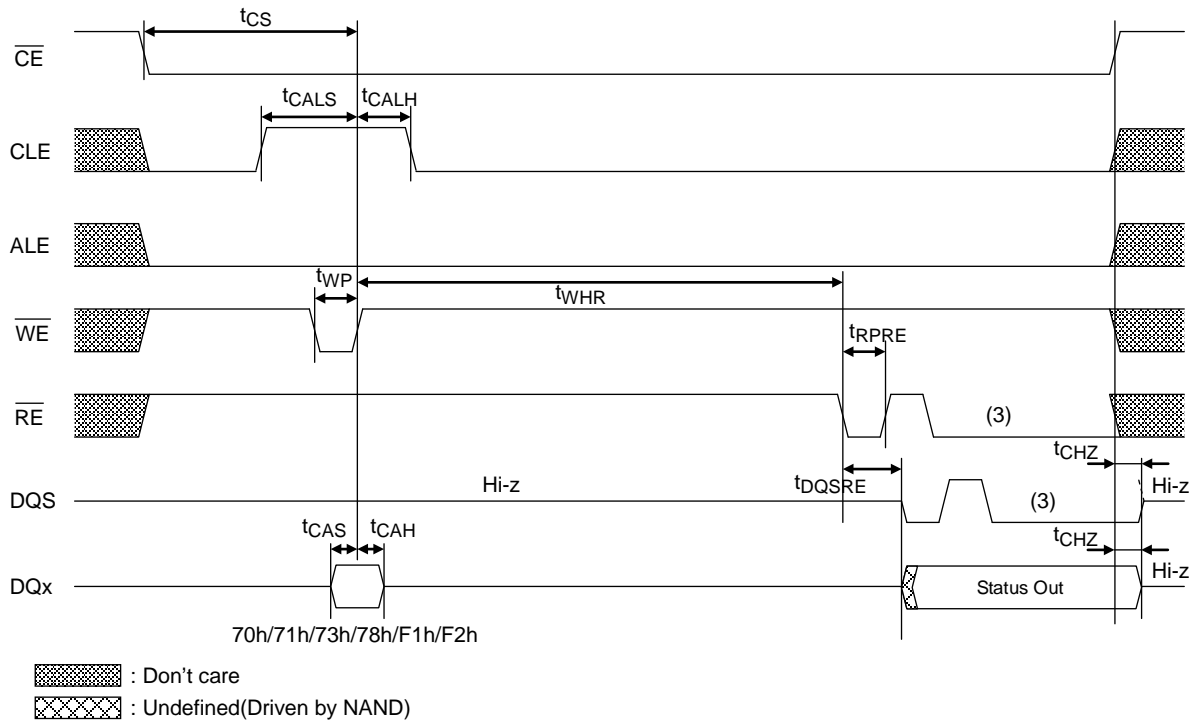 tCS
CE
tCALS
tCALH
CLE
ALE
tWP
tWHR
WE
tRPRE
RE
(3)
tCHZ
DQS
Hi-z
tDQSRE
(3)
Hi-z
tCAS
tCAH
tCHZ
DQx
Status Out
Hi-z
70h/71h/73h/78h/F1h/F2h
: Don't care
: Undefined(Driven by NAND)